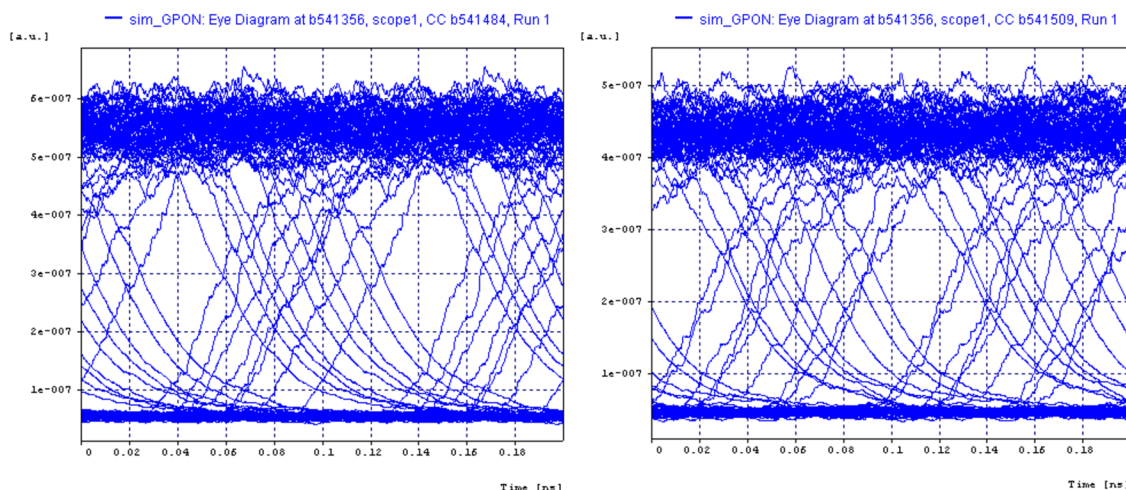 sim_GPON: Eye Diagram at b541356, scope1, CC b541484, Run 1
[a.u.]
6e-007
5e-007
4e-007
3e-007
2e-007
1e-007
0 0.02 0.04 0.06 0.08 0.1 0.12 0.14 0.16 0.18
Time [ns]
sim_GPON: Eye Diagram at b541356, scope1, CC b541509, Run 1
[a.u.]
5e-007
4e-007
3e-007
2e-007
1e-007
0 0.02 0.04 0.06 0.08 0.1 0.12 0.14 0.16 0.18
Time [ns]